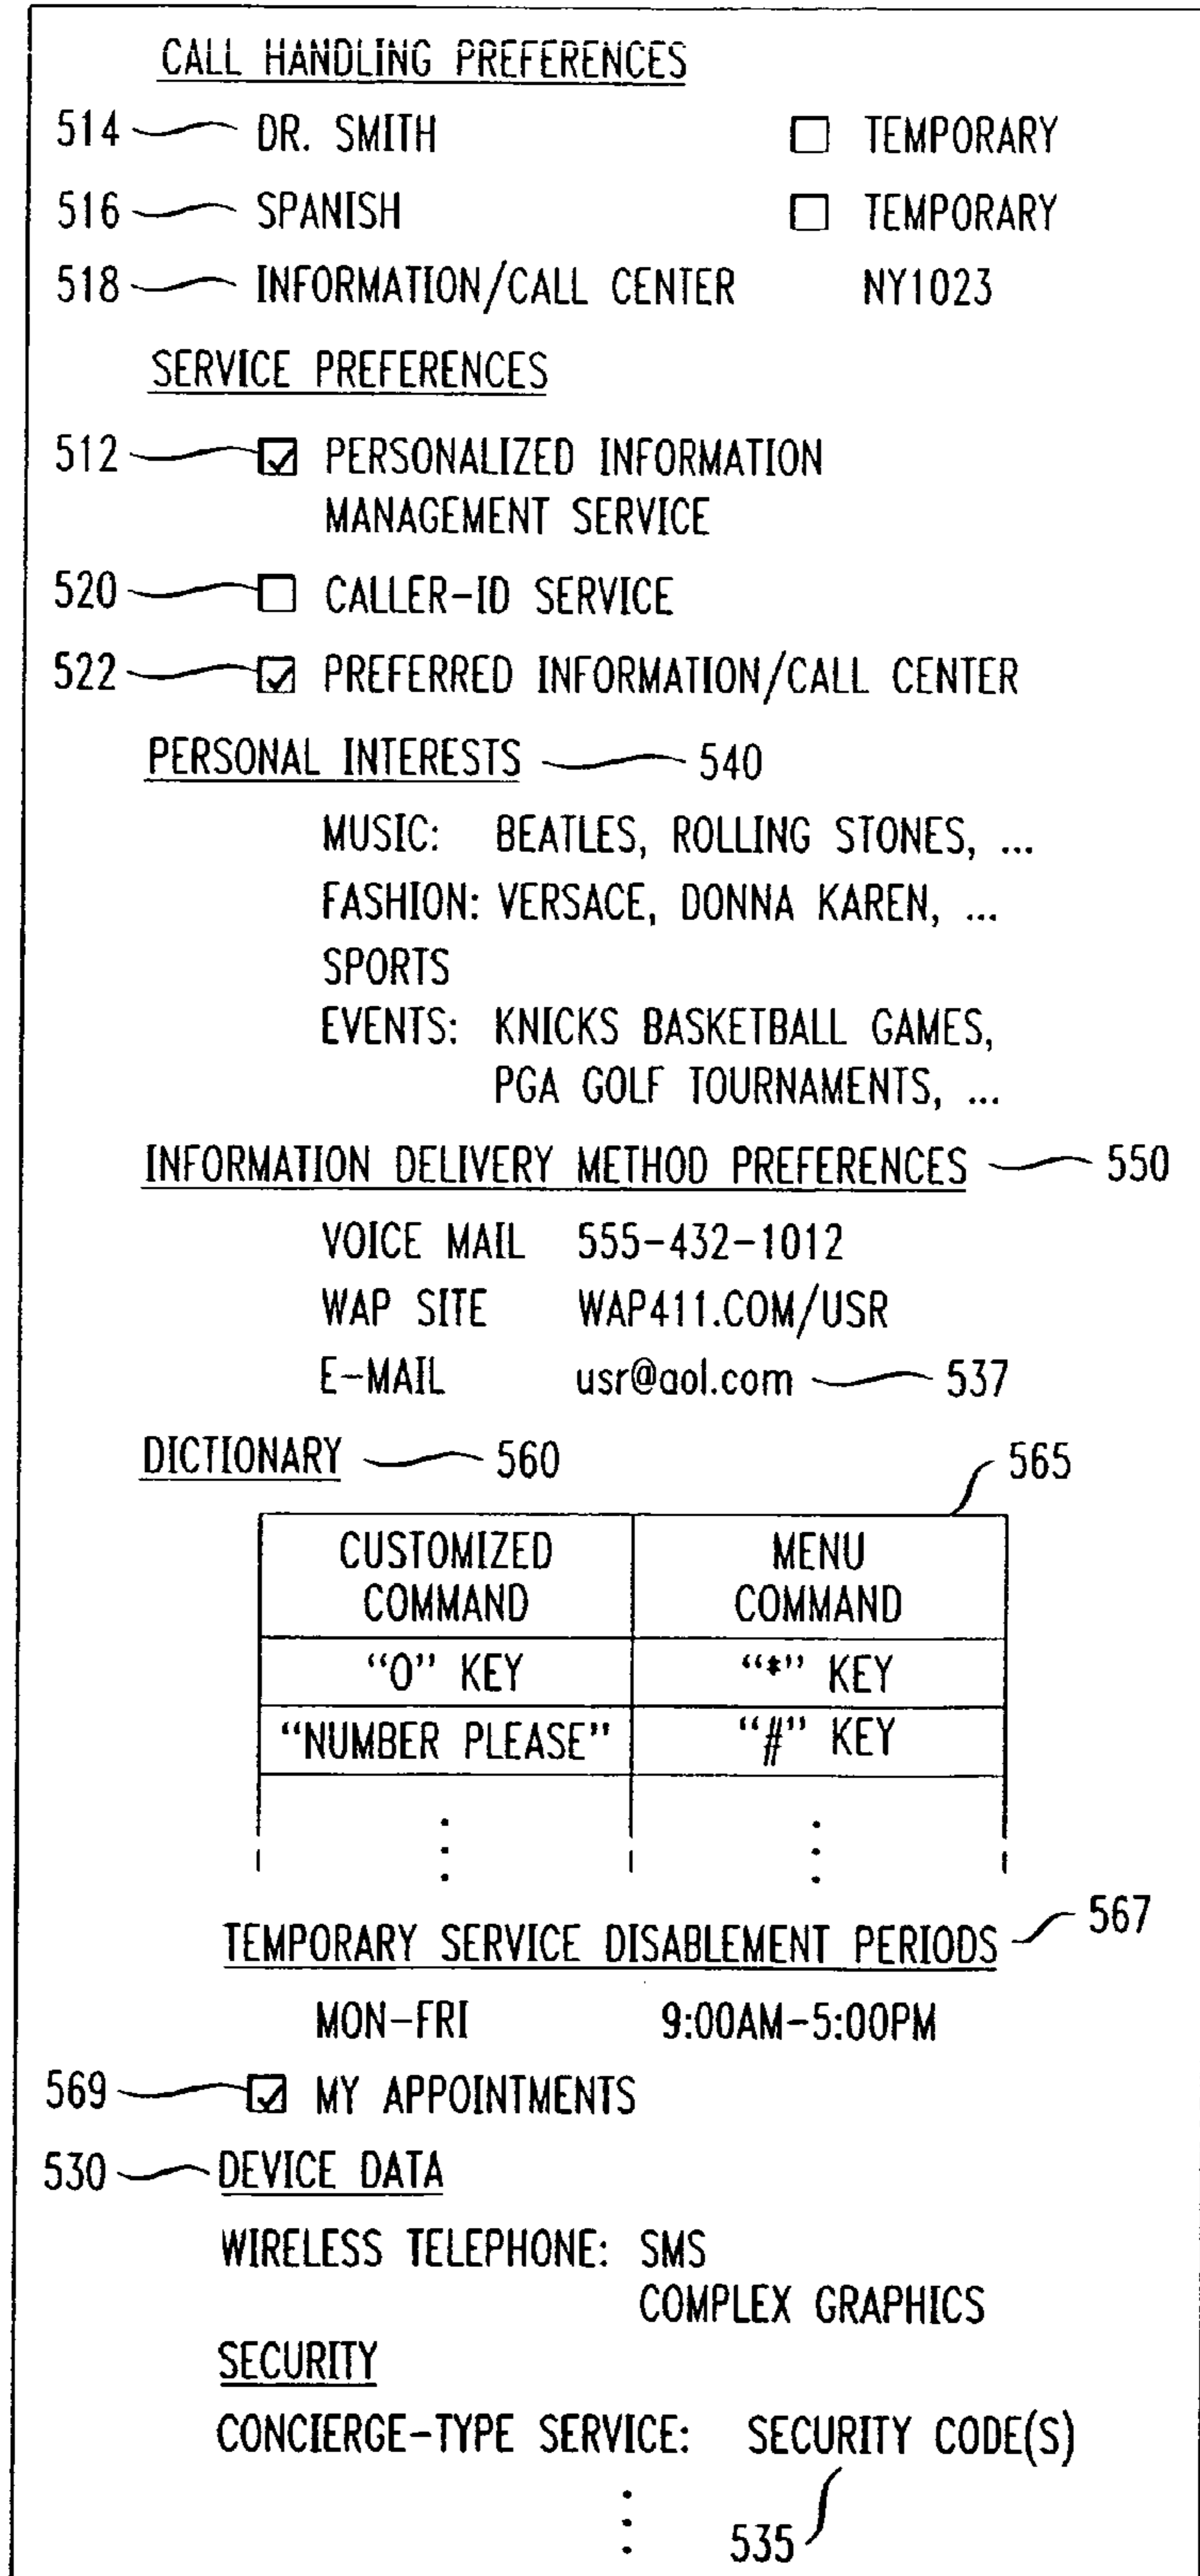 CALL HANDLING PREFERENCES
514 DR. SMITH ☐ TEMPORARY
516 SPANISH ☐ TEMPORARY
518 INFORMATION/CALL CENTER NY1023
SERVICE PREFERENCES
512 ☑ PERSONALIZED INFORMATION
MANAGEMENT SERVICE
520 ☐ CALLER-ID SERVICE
522 ☑ PREFERRED INFORMATION/CALL CENTER
PERSONAL INTERESTS 540
MUSIC: BEATLES, ROLLING STONES, ...
FASHION: VERSACE, DONNA KAREN, ...
SPORTS
EVENTS: KNICKS BASKETBALL GAMES,
PGA GOLF TOURNAMENTS, ...
INFORMATION DELIVERY METHOD PREFERENCES 550
VOICE MAIL 555-432-1012
WAP SITE WAP411.COM/USR
E-MAIL usr@aol.com 537
DICTIONARY 560 565
CUSTOMIZED MENU
COMMAND COMMAND
“0” KEY “*” KEY
“NUMBER PLEASE” “#” KEY
TEMPORARY SERVICE DISABLEMENT PERIODS 567
MON-FRI 9:00AM-5:00PM
569 ☑ MY APPOINTMENTS
530 DEVICE DATA
WIRELESS TELEPHONE: SMS
COMPLEX GRAPHICS
SECURITY
CONCIERGE-TYPE SERVICE: SECURITY CODE(S)
535